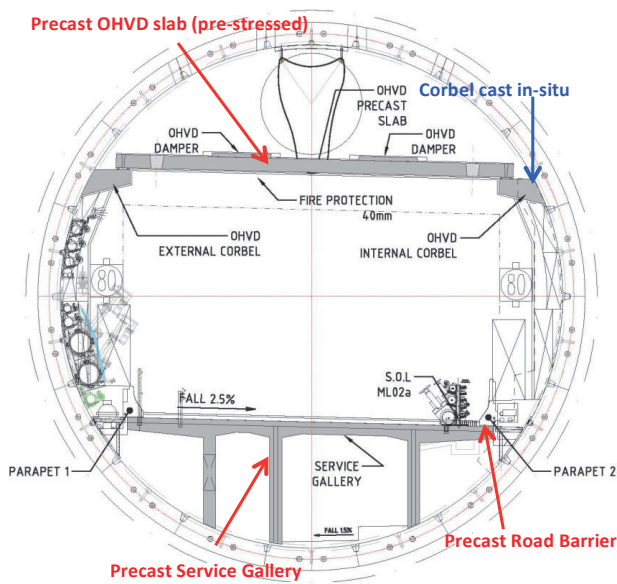 Precast OHVD slab (pre-stressed)
OHVD
PRECAST
SLAB
Corbel cast in-situ
OHVD
DAMPER
OHVD
DAMPER
FIRE PROTECTION
40mm
OHVD
EXTERNAL CORBEL
OHVD
INTERNAL CORBEL
80
80
S.O.L
ML02a
FALL 2.5%
PARAPET 1
SERVICE
GALLERY
PARAPET 2
FALL 1.5%
Precast Road Barrier
Precast Service Gallery